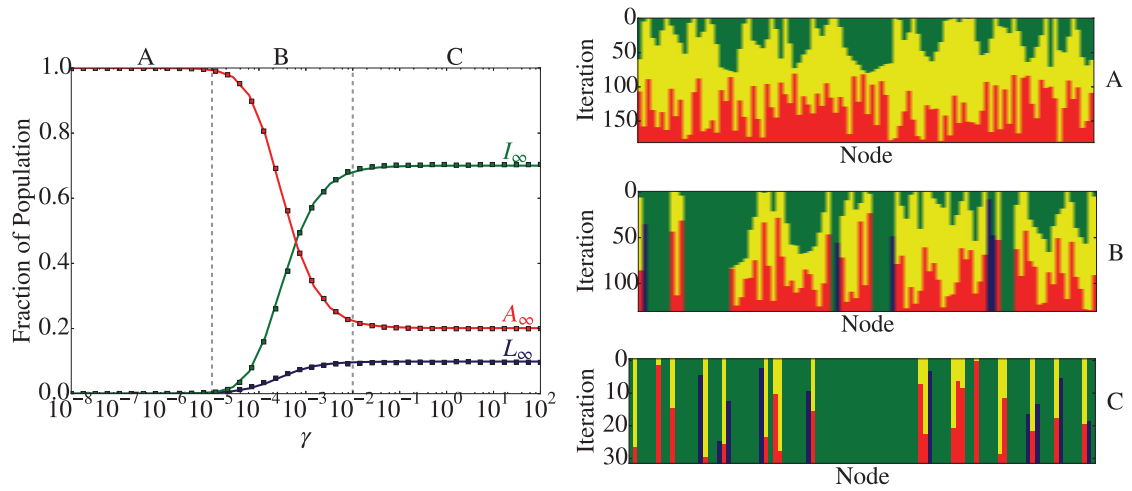 A B C
1.0
0.8
0.6
0.4
0.2
0.0
Fraction of Population
I∞
A∞
L∞
10⁻⁸ 10⁻⁷ 10⁻⁶ 10⁻⁵ 10⁻⁴ 10⁻³ 10⁻² 10⁻¹ 10⁰ 10¹ 10²
γ
0
50
100
150
Iteration
Node
A
0
50
100
Iteration
Node
B
0
10
20
30
Iteration
Node
C